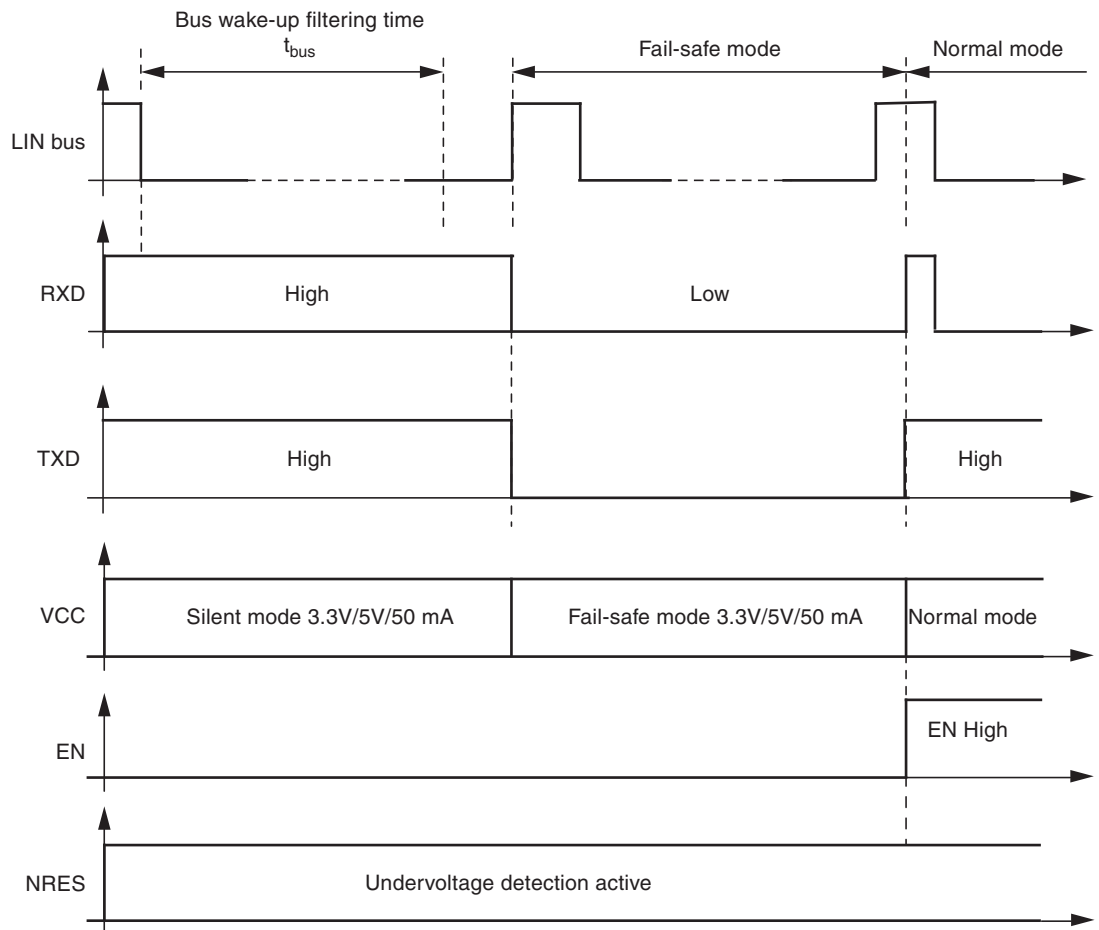 Bus wake-up filtering time
tbus
Fail-safe mode
Normal mode
LIN bus
RXD
High
Low
TXD
High
High
VCC
Silent mode 3.3V/5V/50 mA
Fail-safe mode 3.3V/5V/50 mA
Normal mode
EN
EN High
NRES
Undervoltage detection active